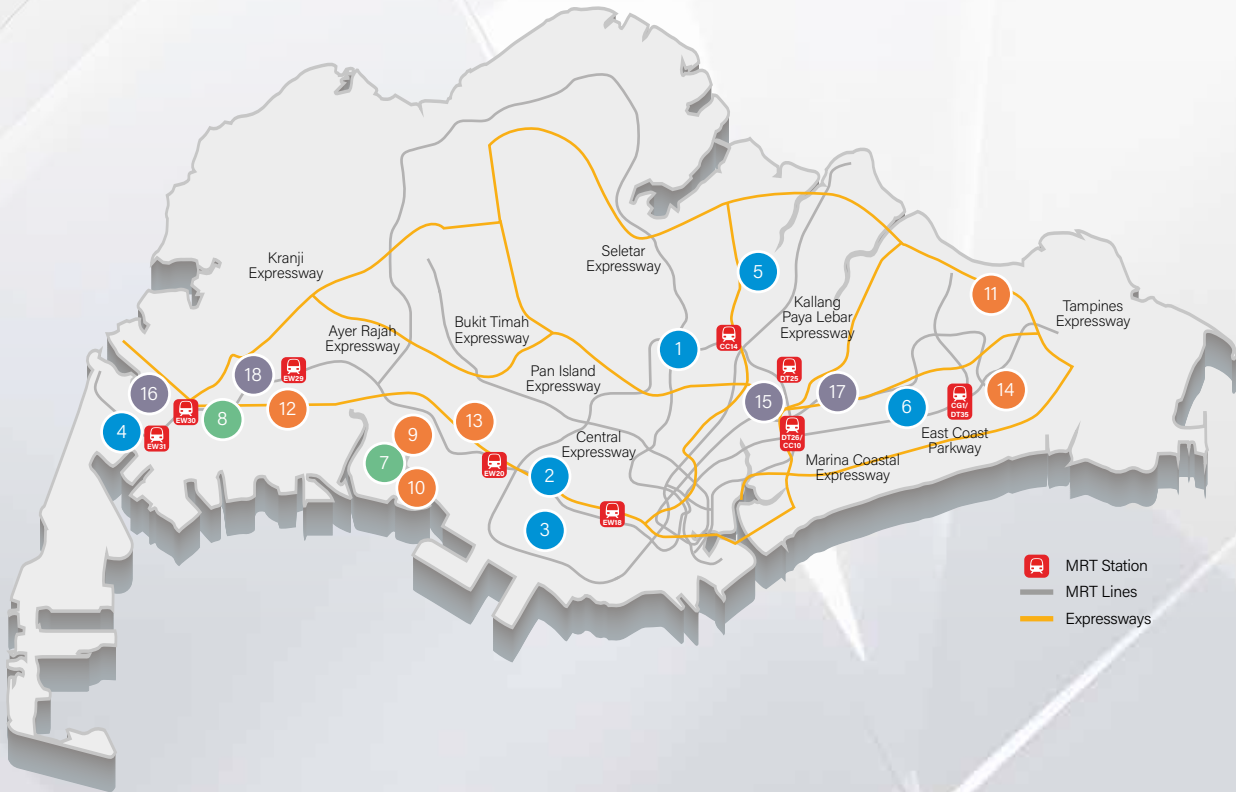 Kranji
Expressway
Seletar
Expressway
5
11
Kallang
Paya Lebar
Expressway
Tampines
Expressway
Ayer Rajah
Expressway
Bukit Timah
Expressway
1
CC14
Pan Island
Expressway
18
EW29
DT25
16
15
17
8
12
EW30
6
CG1/
DT35
14
4
EW31
13
9
DT26/
CC10
East Coast
Parkway
Central
Expressway
7
EW20
2
Marina Coastal
Expressway
10
3
EW18
MRT Station
MRT Lines
Expressways